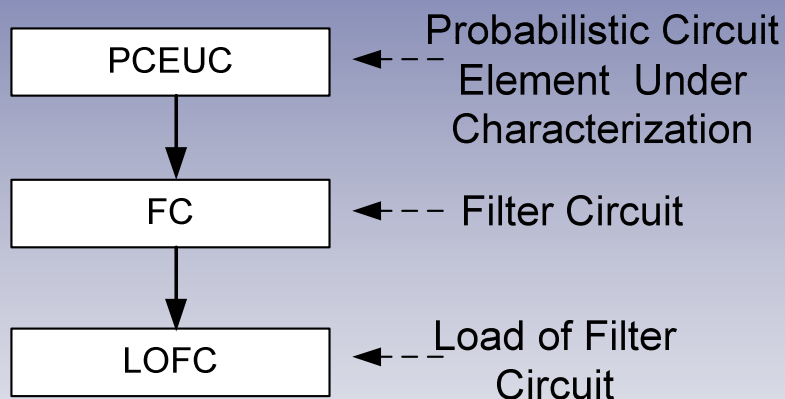 PCEUC
Probabilistic Circuit
Element Under
Characterization
FC
Filter Circuit
LOFC
Load of Filter
Circuit